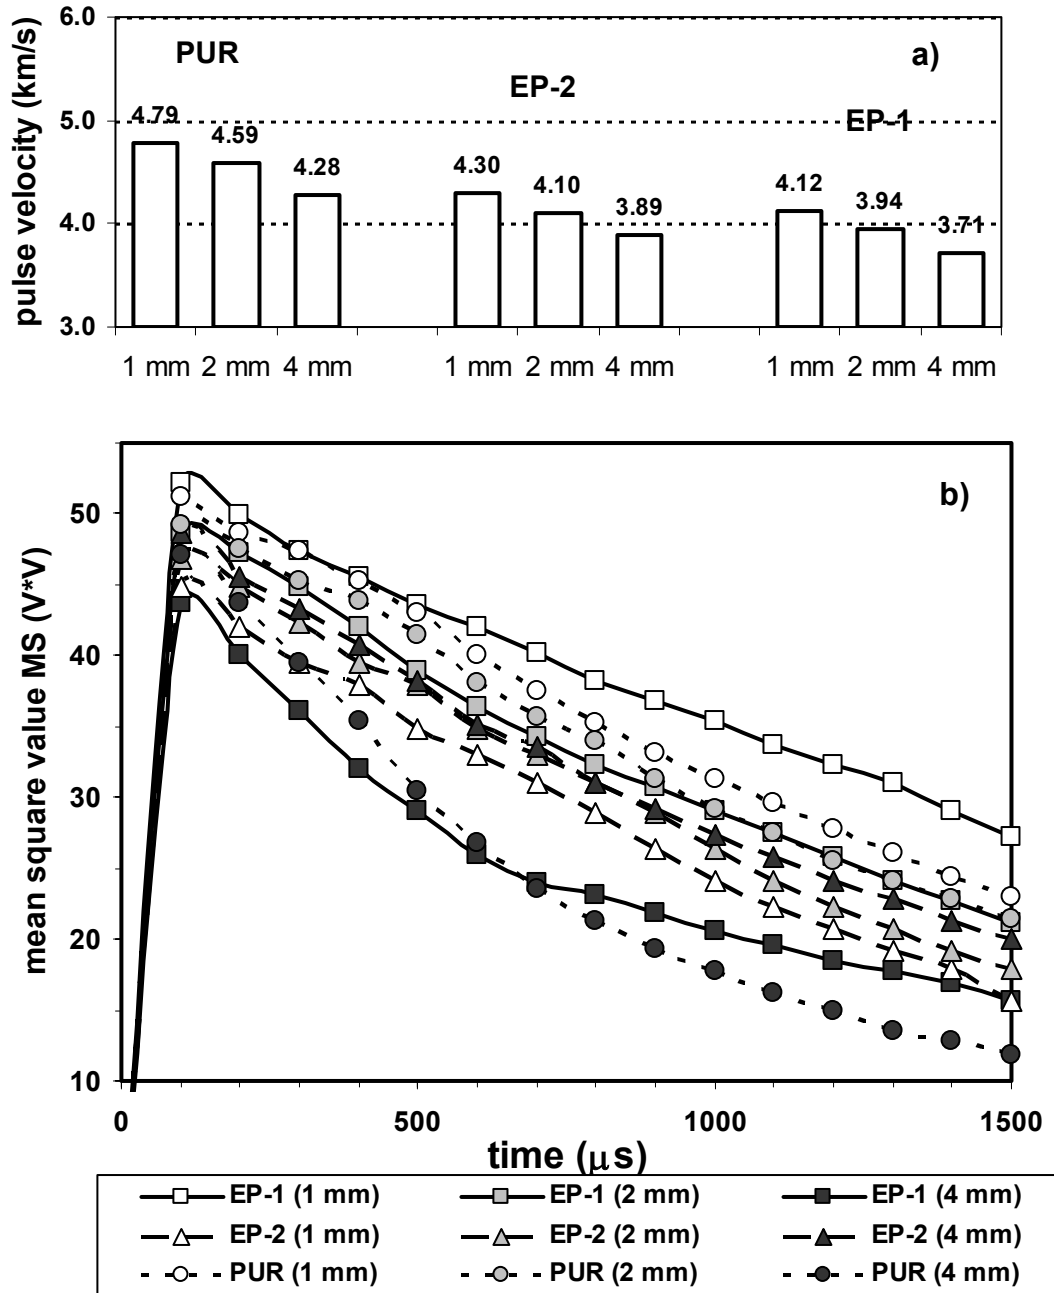 6.0
PUR
a)
EP-2
5.0
4.79
4.59
4.28
EP-1
4.30
4.10
3.89
4.12
3.94
3.71
4.0
3.0
pulse velocity (km/s)
1 mm 2 mm 4 mm 1 mm 2 mm 4 mm 1 mm 2 mm 4 mm
b)
50
40
30
20
10
mean square value MS (V*V)
0 500 1000 1500
time (μs)
EP-1 (1 mm) EP-1 (2 mm) EP-1 (4 mm)
EP-2 (1 mm) EP-2 (2 mm) EP-2 (4 mm)
PUR (1 mm) PUR (2 mm) PUR (4 mm)